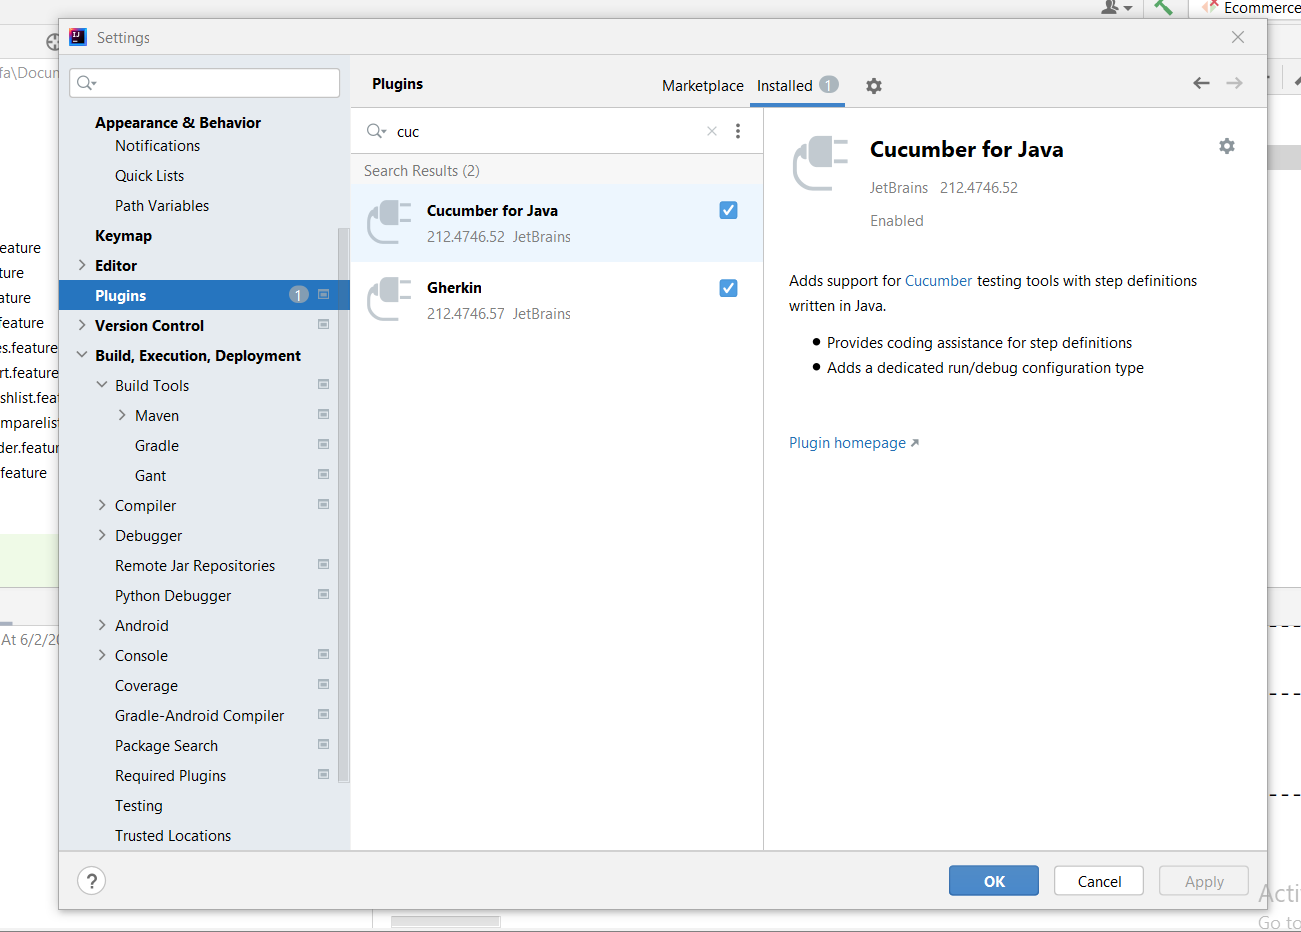 Ecommerce
Settings
fa\Docum
Plugins
Marketplace
Installed 1
Appearance & Behavior
Notifications
Quick Lists
Path Variables
Keymap
Editor
Plugins 1
Version Control
Build, Execution, Deployment
Build Tools
Maven
Gradle
Gant
Compiler
Debugger
Remote Jar Repositories
Python Debugger
Android
Console
Coverage
Gradle-Android Compiler
Package Search
Required Plugins
Testing
Trusted Locations
cuc
Search Results (2)
Cucumber for Java
212.4746.52 JetBrains
Gherkin
212.4746.57 JetBrains
Cucumber for Java
JetBrains 212.4746.52
Enabled
Adds support for Cucumber testing tools with step definitions
written in Java.
Provides coding assistance for step definitions
Adds a dedicated run/debug configuration type
Plugin homepage
eature
ture
ature
feature
es.feature
rt.feature
shlist.feat
mparelist
der.featur
feature
At 6/2/20
?
OK
Cancel
Apply
Acti
Go to